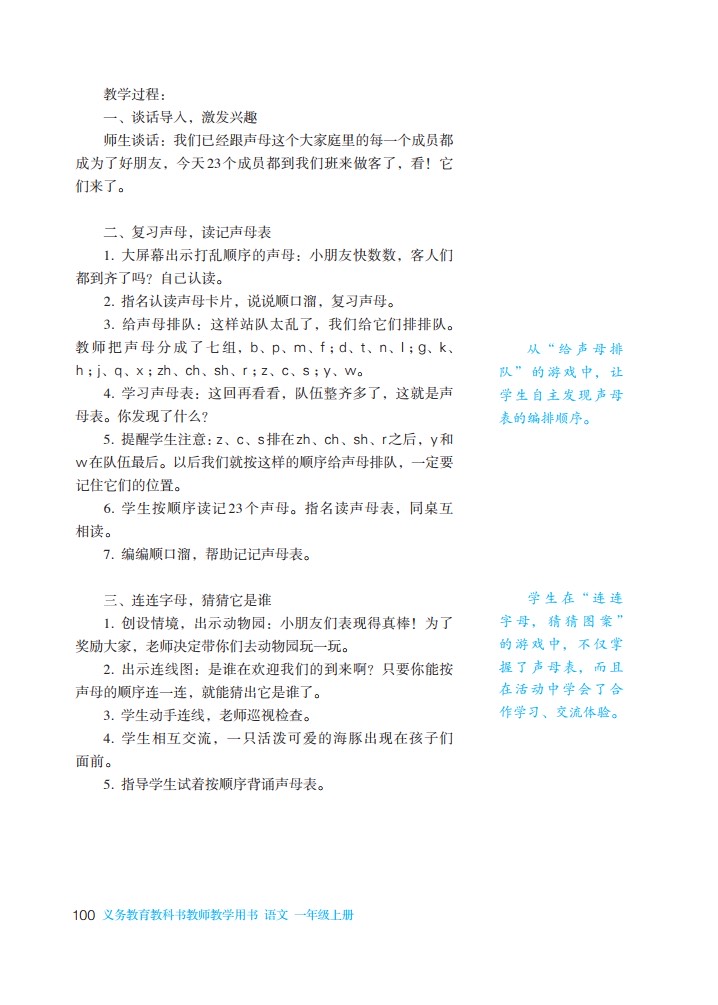 教学过程：
一、谈话导入，激发兴趣
师生谈话：我们已经跟声母这个大家庭里的每一个成员都
成为了好朋友，今天23个成员都到我们班来做客了，看！它
们来了。
二、复习声母，读记声母表
1. 大屏幕出示打乱顺序的声母：小朋友快数数，客人们
都到齐了吗？自己认读。
2. 指名认读声母卡片，说说顺口溜，复习声母。
3. 给声母排队：这样站队太乱了，我们给它们排排队。
教师把声母分成了七组，b、p、m、f；d、t、n、l；g、k、
h；j、q、x；zh、ch、sh、r；z、c、s；y、w。
4. 学习声母表：这回再看看，队伍整齐多了，这就是声
母表。你发现了什么？
5. 提醒学生注意：z、c、s排在zh、ch、sh、r之后，y和
w在队伍最后。以后我们就按这样的顺序给声母排队，一定要
记住它们的位置。
6. 学生按顺序读记23个声母。指名读声母表，同桌互
相读。
7. 编编顺口溜，帮助记记声母表。
从“给声母排
队”的游戏中，让
学生自主发现声母
表的编排顺序。
三、连连字母，猜猜它是谁
1. 创设情境，出示动物园：小朋友们表现得真棒！为了
奖励大家，老师决定带你们去动物园玩一玩。
2. 出示连线图：是谁在欢迎我们的到来啊？只要你能按
声母的顺序连一连，就能猜出它是谁了。
3. 学生动手连线，老师巡视检查。
4. 学生相互交流，一只活泼可爱的海豚出现在孩子们
面前。
5. 指导学生试着按顺序背诵声母表。
学生在“连连
字母，猜猜图案”
的游戏中，不仅掌
握了声母表，而且
在活动中学会了合
作学习、交流体验。
100 义务教育教科书教师教学用书 语文 一年级上册